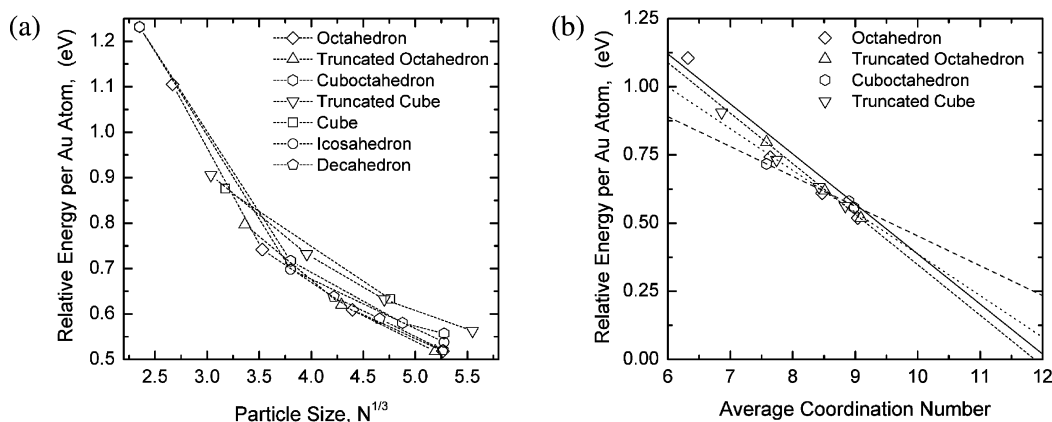 (a)
Relative Energy per Au Atom, (eV)
1.2
1.1
1.0
0.9
0.8
0.7
0.6
0.5
2.5 3.0 3.5 4.0 4.5 5.0 5.5
Particle Size, N^1/3
Octahedron
Truncated Octahedron
Cuboctahedron
Truncated Cube
Cube
Icosahedron
Decahedron
(b)
Relative Energy per Au Atom, (eV)
1.25
1.00
0.75
0.50
0.25
0.00
6 7 8 9 10 11 12
Average Coordination Number
Octahedron
Truncated Octahedron
Cuboctahedron
Truncated Cube